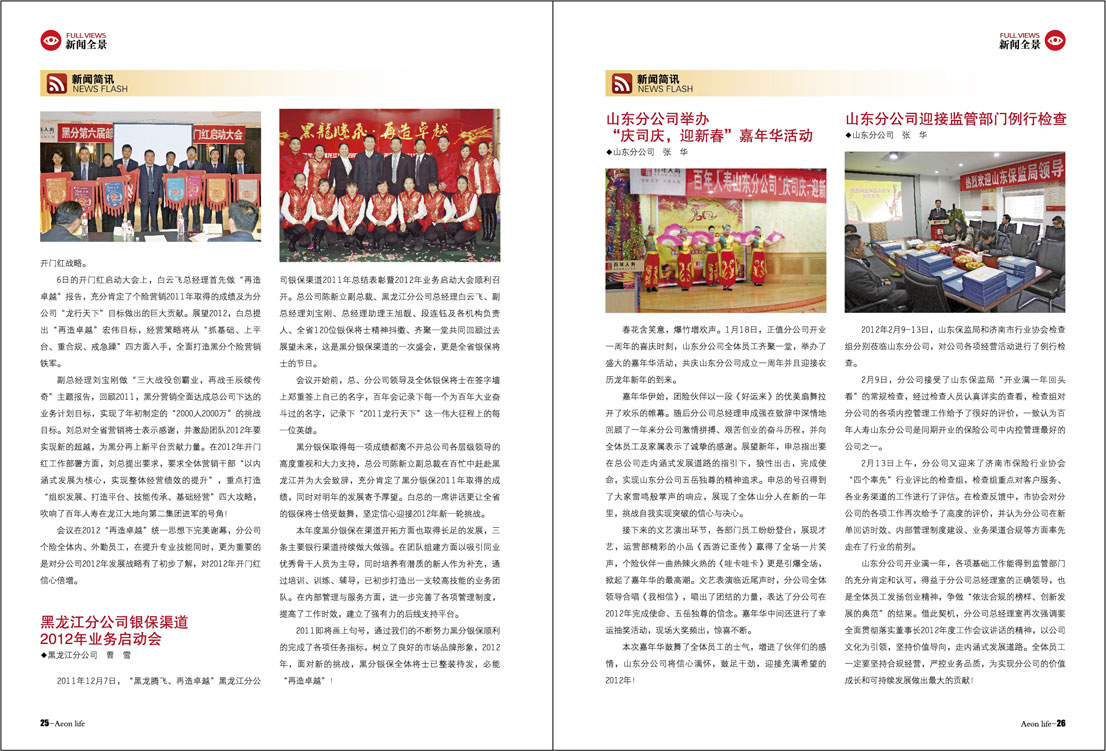 FULL VIEWS
新闻全景
新闻简讯
NEWS FLASH
黑分第六届部
门红启动大会
开门红战略。
6日的开门红启动大会上，白云飞总经理首先做“再造
卓越”报告，充分肯定了个险营销2011年取得的成绩及为分
公司“龙行天下”目标做出的巨大贡献。展望2012，白总提
出“再造卓越”宏伟目标，经营策略将从“抓基础、上平
台、重合规、戒急躁”四方面入手，全面打造黑分个险营销
铁军。
副总经理刘宝刚做“三大战役创霸业，再战壬辰续传
奇”主题报告，回顾2011，黑分营销全面达成总公司下达的
业务计划目标，实现了年初制定的“2000人2000万”的挑战
目标。刘总对全省营销将士表示感谢，并激励团队2012年要
实现新的超越，为黑分再上新平台贡献力量。在2012年开门
红工作部署方面，刘总提出要求，要求全体营销干部“以内
涵式发展为核心，实现整体经营绩效的提升”，重点打造
“组织发展、打造平台、技能传承、基础经营”四大攻略，
吹响了百年人寿在龙江大地向第二集团进军的号角!
会议在2012“再造卓越”统一思想下完美谢幕，分公司
个险全体内、外勤员工，在提升专业技能同时，更为重要的
是对分公司2012年发展战略有了初步了解，对2012年开门红
信心倍增。
黑龙江分公司银保渠道
2012年业务启动会
◆黑龙江分公司 曹 雪
2011年12月7日，“黑龙腾飞、再造卓越”黑龙江分公
黑龍騰飛·再造卓越
司银保渠道2011年总结表彰暨2012年业务启动大会顺利召
开。总公司陈新立副总裁、黑龙江分公司总经理白云飞、副
总经理刘宝刚、总经理助理王旭靓、段连钰及各机构负责
人、全省120位银保将士精神抖擞、齐聚一堂共同回顾过去
展望未来，这是黑分银保渠道的一次盛会，更是全省银保将
士的节日。
会议开始前，总、分公司领导及全体银保将士在签字墙
上郑重签上自己的名字，百年会记录下每一个为百年大业奋
斗过的名字，记录下“2011龙行天下”这一伟大征程上的每
一位英雄。
黑分银保取得每一项成绩都离不开总公司各层级领导的
高度重视和大力支持，总公司陈新立副总裁在百忙中赶赴黑
龙江并为大会致辞，充分肯定了黑分银保2011年取得的成
绩，同时对明年的发展寄予厚望。白总的一席讲话更让全省
的银保将士倍受鼓舞，坚定信心迎接2012年新一轮挑战。
本年度黑分银保在渠道开拓方面也取得长足的发展，三
条主要银行渠道持续做大做强。在团队组建方面以吸引同业
优秀骨干人员为主导，同时培养有潜质的新人作为补充，通
过培训、训练、辅导，已初步打造出一支较高技能的业务团
队。在内部管理与服务方面，进一步完善了各项管理制度，
提高了工作时效，建立了强有力的后线支持平台。
2011即将画上句号，通过我们的不断努力黑分银保顺利
的完成了各项任务指标，树立了良好的市场品牌形象，2012
年，面对新的挑战，黑分银保全体将士已整装待发，必能
“再造卓越”!
25-Aeon life
FULL VIEWS
新闻全景
新闻简讯
NEWS FLASH
山东分公司举办
“庆司庆，迎新春”嘉年华活动
◆山东分公司 张 华
百年人寿山东分公司“庆司庆 迎新
百年人寿
春花含笑意，爆竹增欢声。1月18日，正值分公司开业
一周年的喜庆时刻，山东分公司全体员工齐聚一堂，举办了
盛大的嘉年华活动，共庆山东分公司成立一周年并且迎接农
历龙年新年的到来。
嘉年华伊始，团险伙伴以一段《好运来》的优美扇舞拉
开了欢乐的帷幕。随后分公司总经理申成强在致辞中深情地
回顾了一年来分公司激情拼搏、艰苦创业的奋斗历程，并向
全体员工及家属表示了诚挚的感谢。展望新年，申总指出要
在总公司走内涵式发展道路的指引下，狼性出击，完成使
命，实现山东分公司五岳独尊的精神追求。申总的号召得到
了大家雷鸣般掌声的响应，展现了全体山分人在新的一年
里，挑战自我实现突破的信心与决心。
接下来的文艺演出环节，各部门员工纷纷登台，展现才
艺，运营部精彩的小品《西游记歪传》赢得了全场一片笑
声，个险伙伴一曲热辣火热的《哇卡哇卡》更是引爆全场，
掀起了嘉年华的最高潮。文艺表演临近尾声时，分公司全体
领导合唱《我相信》，唱出了团结的力量，表达了分公司在
2012年完成使命、五岳独尊的信念。嘉年华中间还进行了幸
运抽奖活动，现场大奖频出，惊喜不断。
本次嘉年华鼓舞了全体员工的士气，增进了伙伴们的感
情，山东分公司将信心满怀，鼓足干劲，迎接充满希望的
2012年!
山东分公司迎接监管部门例行检查
◆山东分公司 张 华
热烈欢迎山东保监局领导
2012年2月9-13日，山东保监局和济南市行业协会检查
组分别莅临山东分公司，对公司各项经营活动进行了例行检
查。
2月9日，分公司接受了山东保监局“开业满一年回头
看”的常规检查，经过检查人员认真详实的查看，检查组对
分公司的各项内控管理工作给予了很好的评价，一致认为百
年人寿山东分公司是同期开业的保险公司中内控管理最好的
公司之一。
2月13日上午，分公司又迎来了济南市保险行业协会
“四个率先”行业评比的检查组，检查组重点对客户服务、
各业务渠道的工作进行了评估。在检查反馈中，市协会对分
公司的各项工作再次给予了高度的评价，并认为分公司在新
单回访时效、内部管理制度建设、业务渠道合规等方面率先
走在了行业的前列。
山东分公司开业满一年，各项基础工作能得到监管部门
的充分肯定和认可，得益于分公司总经理室的正确领导，也
是全体员工发扬创业精神，争做“依法合规的榜样、创新发
展的典范”的结果。借此契机，分公司总经理室再次强调要
全面贯彻落实董事长2012年度工作会议讲话的精神，以公司
文化为引领，坚持价值导向，走内涵式发展道路。全体员工
一定要坚持合规经营，严控业务品质，为实现分公司的价值
成长和可持续发展做出最大的贡献!
Aeon life-26